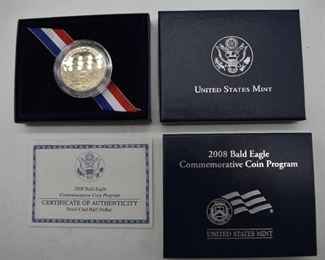 UNITED STATES MINT
2008 Bald Eagle
Commemorative Coin Program
CERTIFICATE OF AUTHENTICITY
Proof Clad Half Dollar
2008 Bald Eagle
Commemorative Coin Program
UNITED STATES MINT